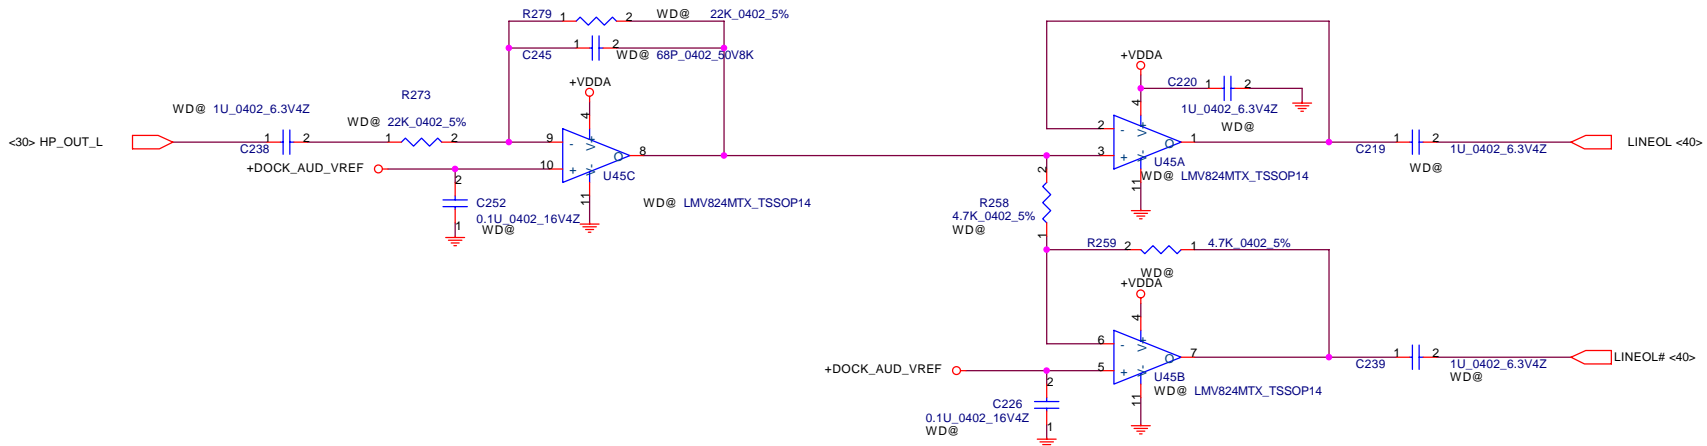 R279 1 2 WD@ 22K_0402_5%
C245 1 2 WD@ 68P_0402_50V8K
+VDDA
+VDDA
C220 1 2
1U_0402_6.3V4Z
WD@
R273
WD@ 1U_0402_6.3V4Z
WD@ 22K_0402_5%
<30> HP_OUT_L
1 2
C238
1 2
9 - 4 V+ O 8
10 + V- 11
U45C
+DOCK_AUD_VREF
2
C252
0.1U_0402_16V4Z
1
WD@
WD@ LMV824MTX_TSSOP14
2 - 4 V+ O 1
3 + V- 11
U45A
WD@ LMV824MTX_TSSOP14
1 2
C219 1U_0402_6.3V4Z
WD@
LINEOL <40>
2
R258
4.7K_0402_5%
WD@
1
R259 2 1 4.7K_0402_5%
WD@
+VDDA
6 - 4 V+ O 7
5 + V- 11
U45B
WD@ LMV824MTX_TSSOP14
+DOCK_AUD_VREF
2
C226
0.1U_0402_16V4Z
1
WD@
1 2
C239 1U_0402_6.3V4Z
WD@
LINEOL# <40>